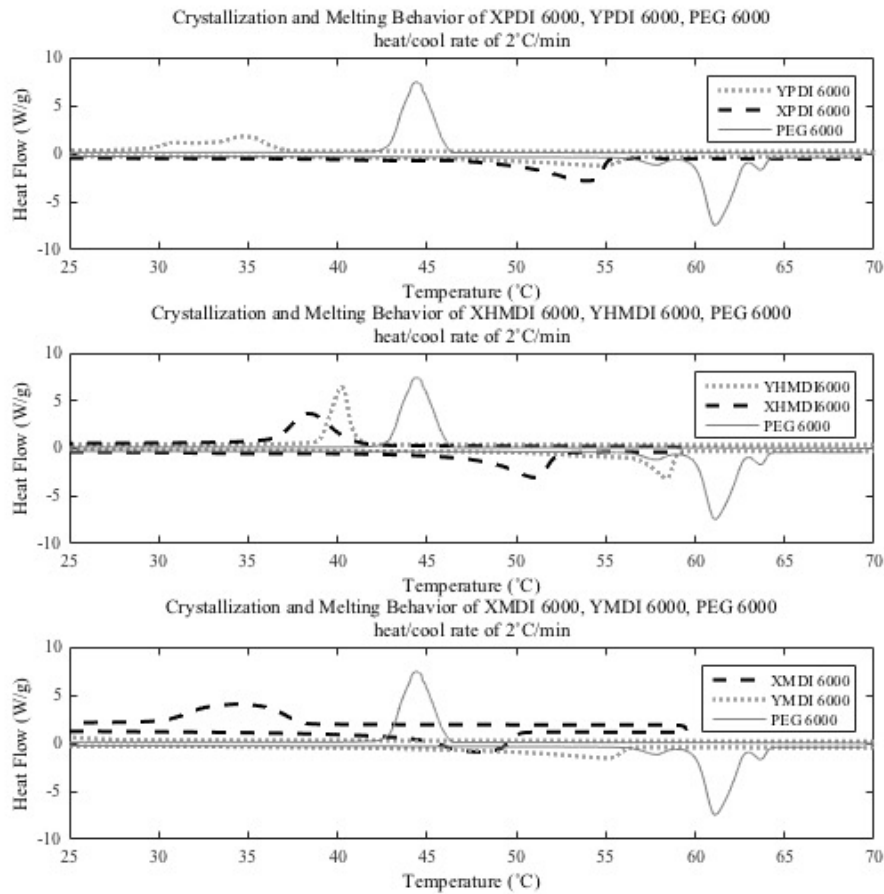 Crystallization and Melting Behavior of XPDI 6000, YPDI 6000, PEG 6000
heat/cool rate of 2˚C/min
10
5
0
-5
-10
Heat Flow (W/g)
YPDI 6000
XPDI 6000
PEG 6000
25 30 35 40 45 50 55 60 65 70
Temperature (˚C)
Crystallization and Melting Behavior of XHMDI 6000, YHMDI 6000, PEG 6000
heat/cool rate of 2˚C/min
10
5
0
-5
-10
Heat Flow (W/g)
YHMDI6000
XHMDI6000
PEG 6000
25 30 35 40 45 50 55 60 65 70
Temperature (˚C)
Crystallization and Melting Behavior of XMDI 6000, YMDI 6000, PEG 6000
heat/cool rate of 2˚C/min
10
5
0
-5
-10
Heat Flow (W/g)
XMDI 6000
YMDI 6000
PEG 6000
25 30 35 40 45 50 55 60 65 70
Temperature (˚C)